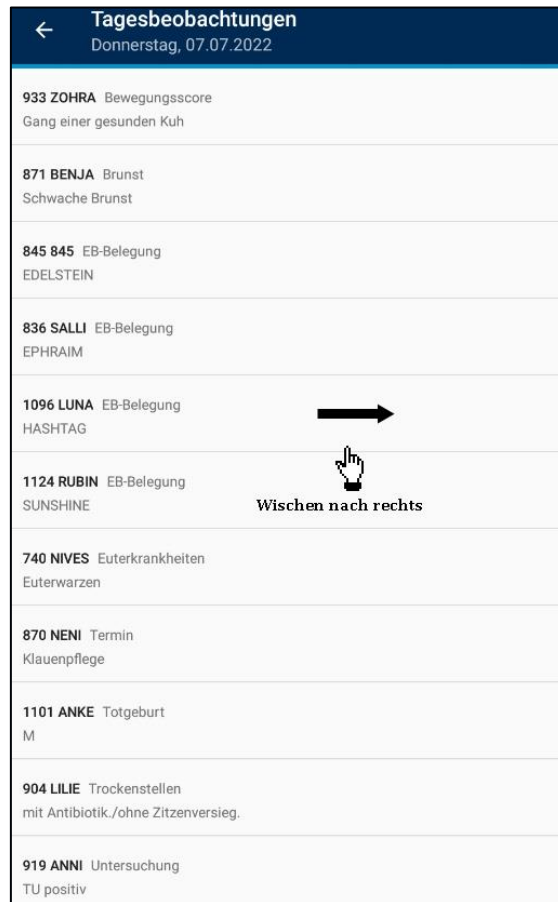 Tagesbeobachtungen
Donnerstag, 07.07.2022
933 ZOHRA Bewegungsscore
Gang einer gesunden Kuh
871 BENJA Brunst
Schwache Brunst
845 845 EB-Belegung
EDELSTEIN
836 SALLI EB-Belegung
EPHRAIM
1096 LUNA EB-Belegung
HASHTAG
1124 RUBIN EB-Belegung
SUNSHINE
Wischen nach rechts
740 NIVES Euterkrankheiten
Euterwarzen
870 NENI Termin
Klauenpflege
1101 ANKE Totgeburt
M
904 LILIE Trockenstellen
mit Antibiotik./ohne Zitzenversieg.
919 ANNI Untersuchung
TU positiv